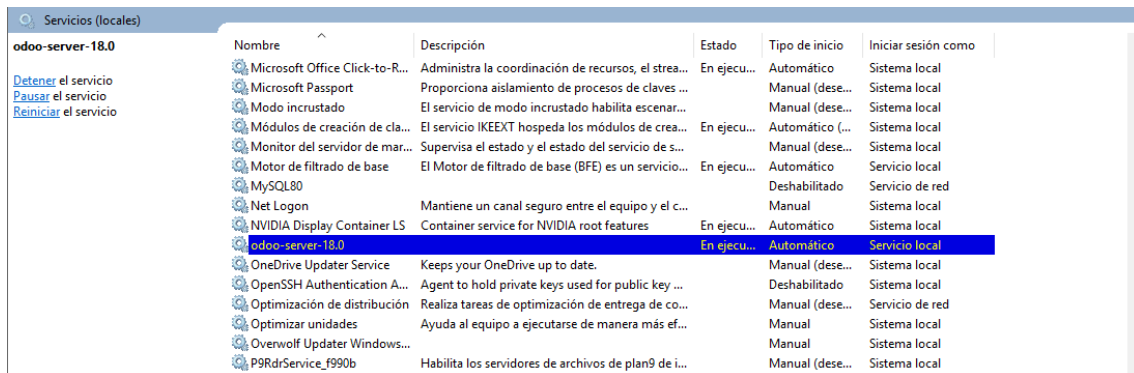 Servicios (locales)
odoo-server-18.0
Detener el servicio
Pausar el servicio
Reiniciar el servicio
Nombre Descripción Estado Tipo de inicio Iniciar sesión como
Microsoft Office Click-to-R... Administra la coordinación de recursos, el strea... En ejecu... Automático Sistema local
Microsoft Passport Proporciona aislamiento de procesos de claves ... Manual (dese... Sistema local
Modo incrustado El servicio de modo incrustado habilita escenar... Manual (dese... Sistema local
Módulos de creación de cla... El servicio IKEEXT hospeda los módulos de crea... En ejecu... Automático (... Sistema local
Monitor del servidor de mar... Supervisa el estado y el estado del servicio de s... Manual (dese... Sistema local
Motor de filtrado de base El Motor de filtrado de base (BFE) es un servicio... En ejecu... Automático Servicio local
MySQL80 Deshabilitado Servicio de red
Net Logon Mantiene un canal seguro entre el equipo y el c... Manual Sistema local
NVIDIA Display Container LS Container service for NVIDIA root features En ejecu... Automático Sistema local
odoo-server-18.0 En ejecu... Automático Servicio local
OneDrive Updater Service Keeps your OneDrive up to date. Manual (dese... Sistema local
OpenSSH Authentication A... Agent to hold private keys used for public key ... Deshabilitado Sistema local
Optimización de distribución Realiza tareas de optimización de entrega de co... Manual (dese... Servicio de red
Optimizar unidades Ayuda al equipo a ejecutarse de manera más ef... Manual Sistema local
Overwolf Updater Windows... Manual Sistema local
P9RdrService_f990b Habilita los servidores de archivos de plan9 de i... Manual (dese... Sistema local